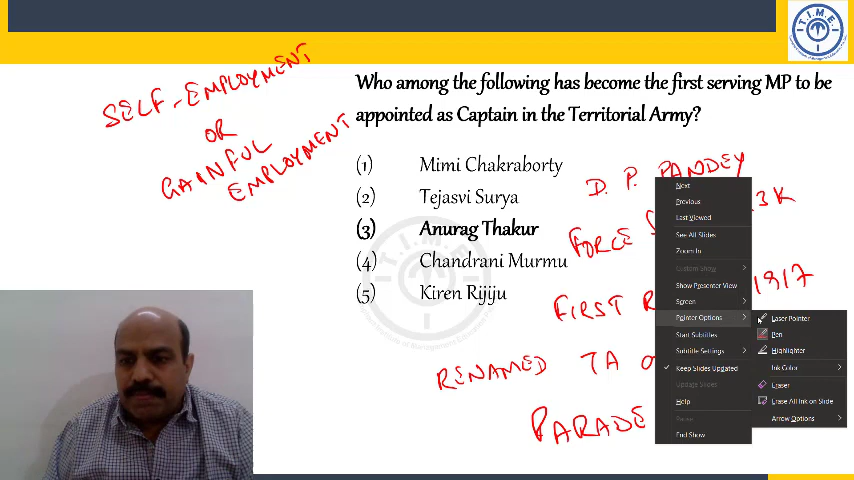 T.I.M.E.
Who among the following has become the first serving MP to be
appointed as Captain in the Territorial Army?
(1) Mimi Chakraborty
(2) Tejasvi Surya
(3) Anurag Thakur
(4) Chandrani Murmu
(5) Kiren Rijiju
SELF-EMPLOYMENT
OR
GAINFUL
EMPLOYMENT
D. P. PANDEY
FORCE 3K
FIRST 1917
RENAMED TA
PARADE
Next
Previous
Last Viewed
See All Slides
Zoom In
Custom Show
Show Presenter View
Screen
Pointer Options
Start Subtitles
Subtitle Settings
Keep Slides Updated
Update Slides
Help
Pause
End Show
Laser Pointer
Pen
Highlighter
Ink Color
Eraser
Erase All Ink on Slide
Arrow Options